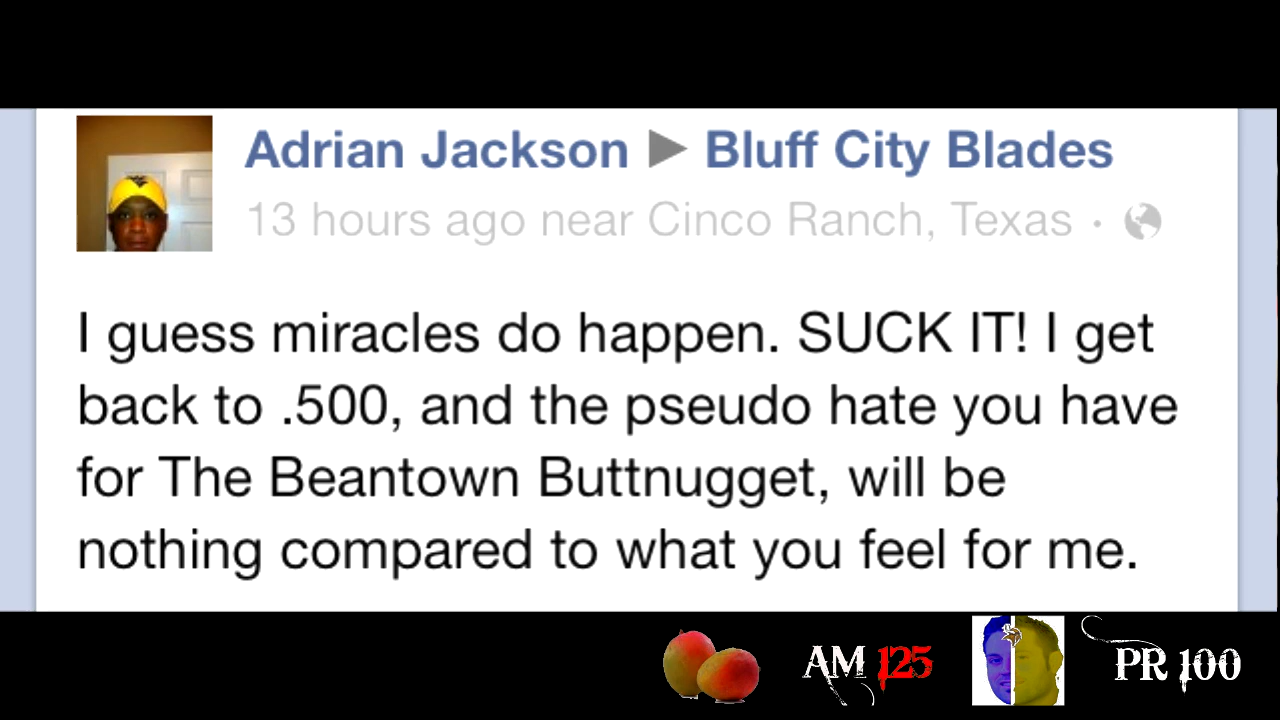 Adrian Jackson ▶ Bluff City Blades
13 hours ago near Cinco Ranch, Texas ·
I guess miracles do happen. SUCK IT! I get
back to .500, and the pseudo hate you have
for The Beantown Buttnugget, will be
nothing compared to what you feel for me.
AM 125 PR 100